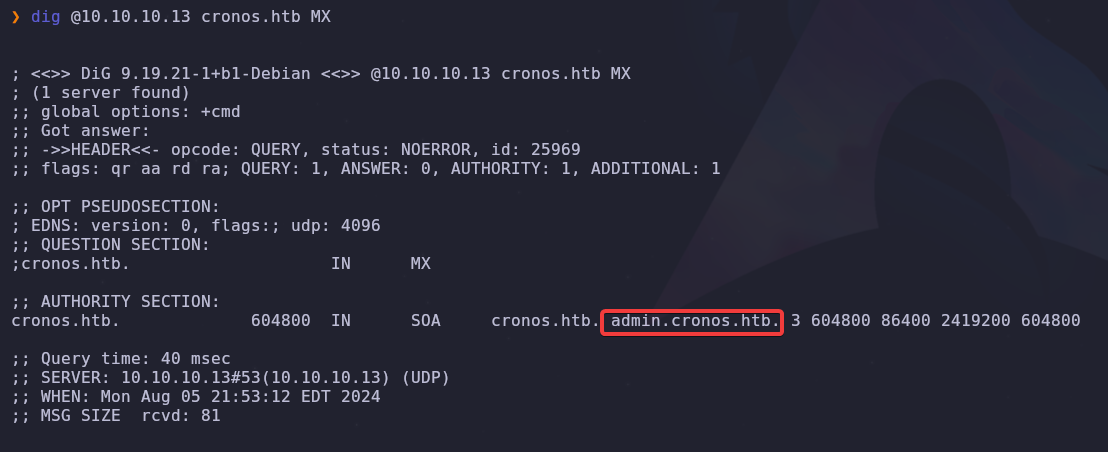 ❯ dig @10.10.10.13 cronos.htb MX
; <<>> DiG 9.19.21-1+b1-Debian <<>> @10.10.10.13 cronos.htb MX
; (1 server found)
;; global options: +cmd
;; Got answer:
;; ->>HEADER<<- opcode: QUERY, status: NOERROR, id: 25969
;; flags: qr aa rd ra; QUERY: 1, ANSWER: 0, AUTHORITY: 1, ADDITIONAL: 1
;; OPT PSEUDOSECTION:
; EDNS: version: 0, flags:; udp: 4096
;; QUESTION SECTION:
;cronos.htb. IN MX
;; AUTHORITY SECTION:
cronos.htb. 604800 IN SOA cronos.htb. admin.cronos.htb. 3 604800 86400 2419200 604800
;; Query time: 40 msec
;; SERVER: 10.10.10.13#53(10.10.10.13) (UDP)
;; WHEN: Mon Aug 05 21:53:12 EDT 2024
;; MSG SIZE rcvd: 81